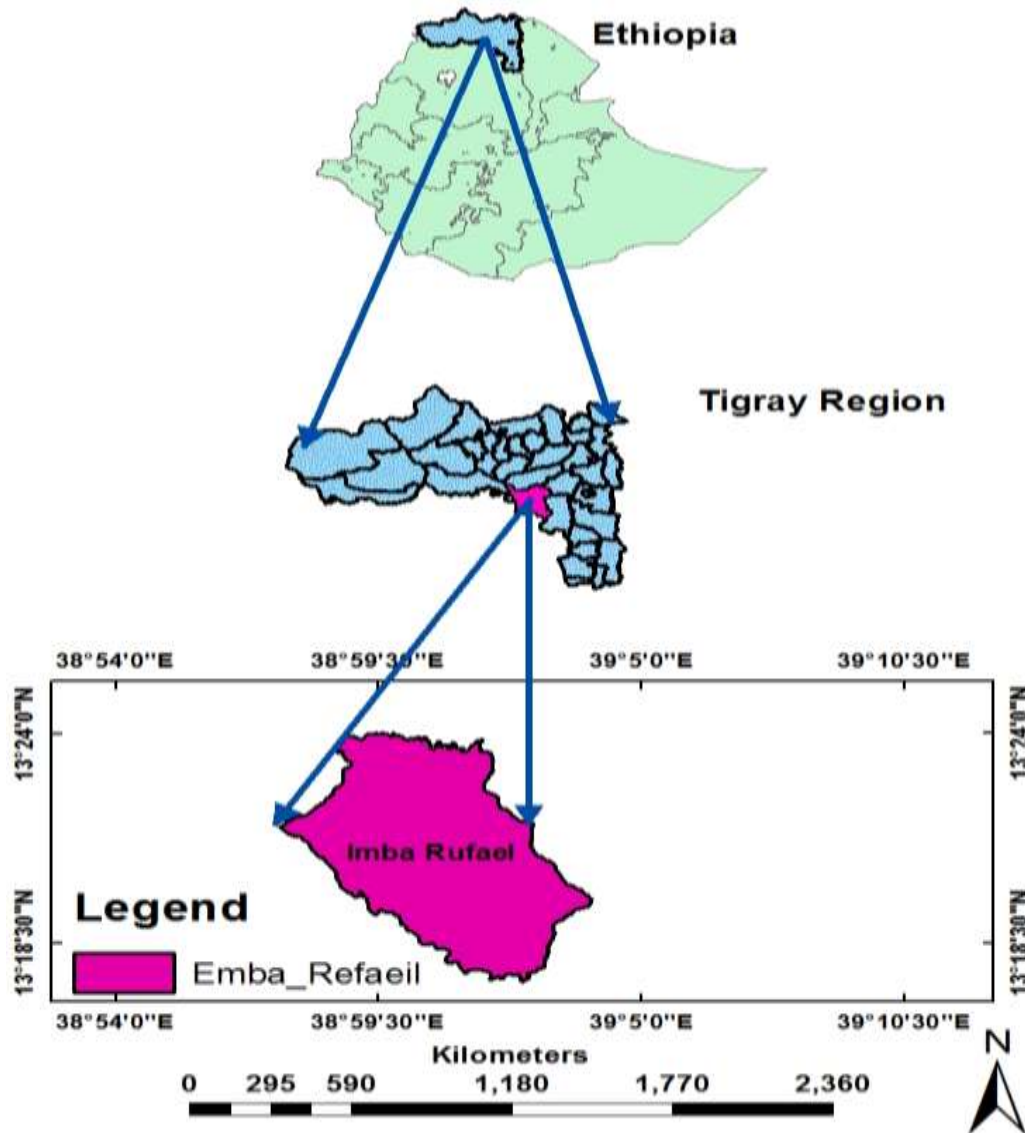 Ethiopia
Tigray Region
38°54'0"E 38°59'30"E 39°5'0"E 39°10'30"E
13°24'0"N 13°24'0"N
Imba Rufael
Legend
Emba_Refaeil
13°18'30"N 13°18'30"N
38°54'0"E 38°59'30"E 39°5'0"E 39°10'30"E
Kilometers
0 295 590 1,180 1,770 2,360
N